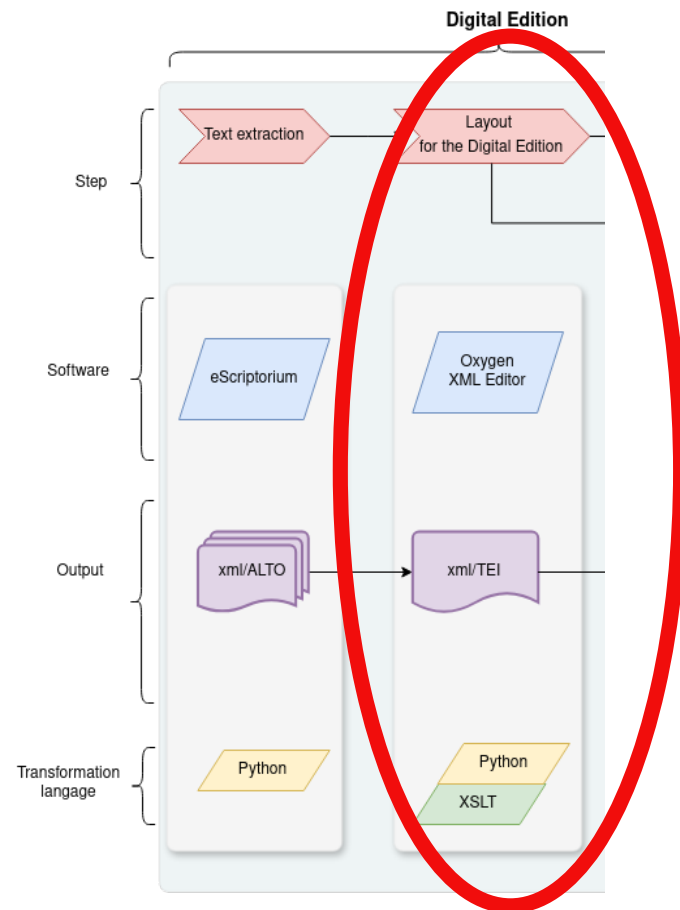 Digital Edition
Step
Text extraction
Layout
for the Digital Edition
Software
eScriptorium
Oxygen
XML Editor
Output
xml/ALTO
xml/TEI
Transformation
langage
Python
Python
XSLT